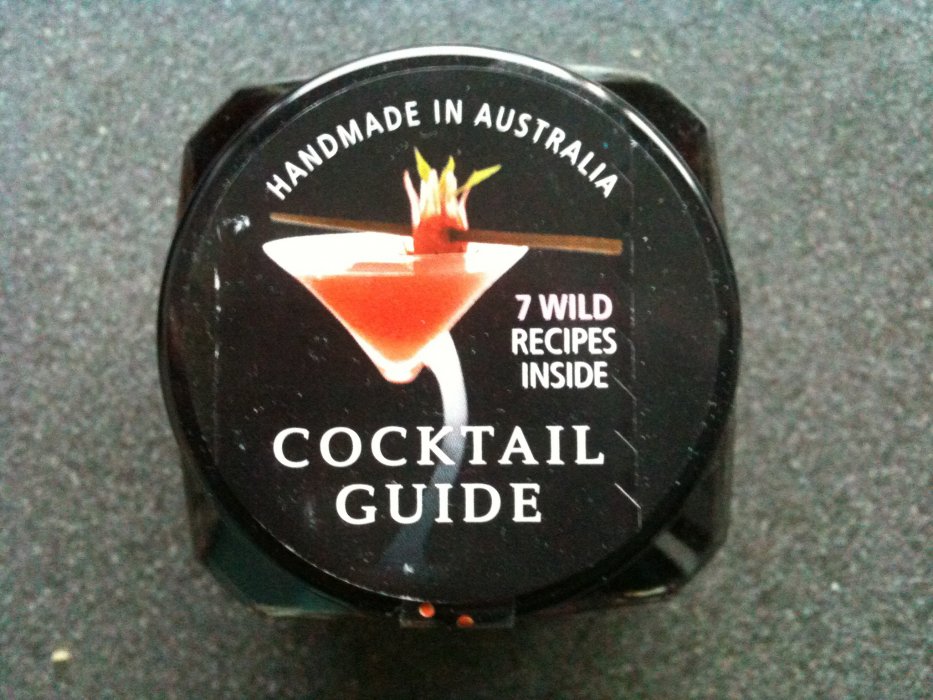 HANDMADE IN AUSTRALIA
7 WILD
RECIPES
INSIDE
COCKTAIL
GUIDE